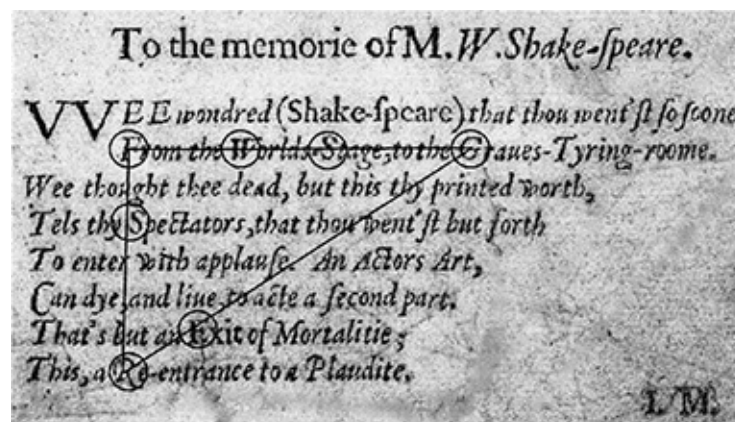 To the memorie of M. W. Shake-ſpeare.
VVEE wondred (Shake-ſpeare) that thou went'ſt ſo ſoone
From the Worlds-Stage, to the Graues-Tyring-roome.
Wee thought thee dead, but this thy printed worth,
Tels thy Spectators, that thou went'ſt but forth
To enter with applauſe. An Actors Art,
Can dye, and liue, to acte a ſecond part.
That's but an Exit of Mortalitie;
This, a Re-entrance to a Plaudite.
I. M.